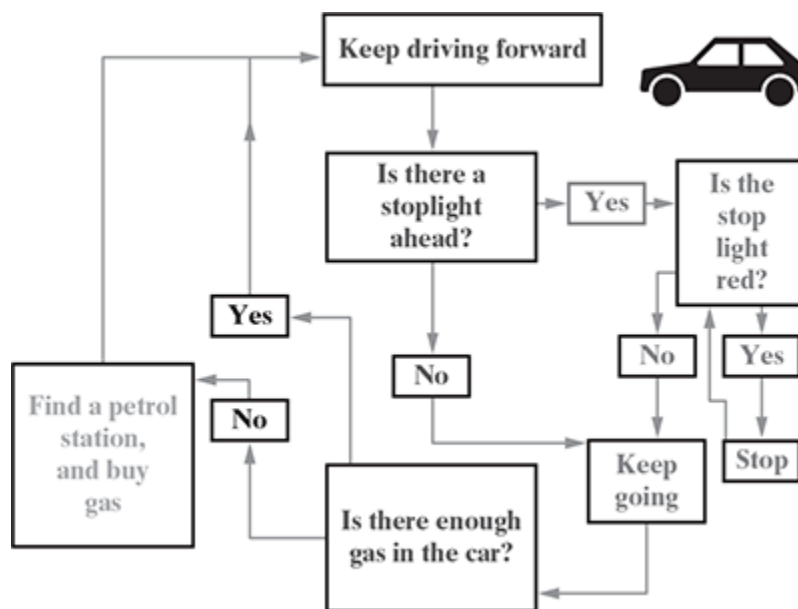 Keep driving forward
Is there a
stoplight
ahead?
Yes
Is the
stop
light
red?
No
Yes
Stop
No
Keep
going
Is there enough
gas in the car?
Yes
No
Find a petrol
station,
and buy
gas